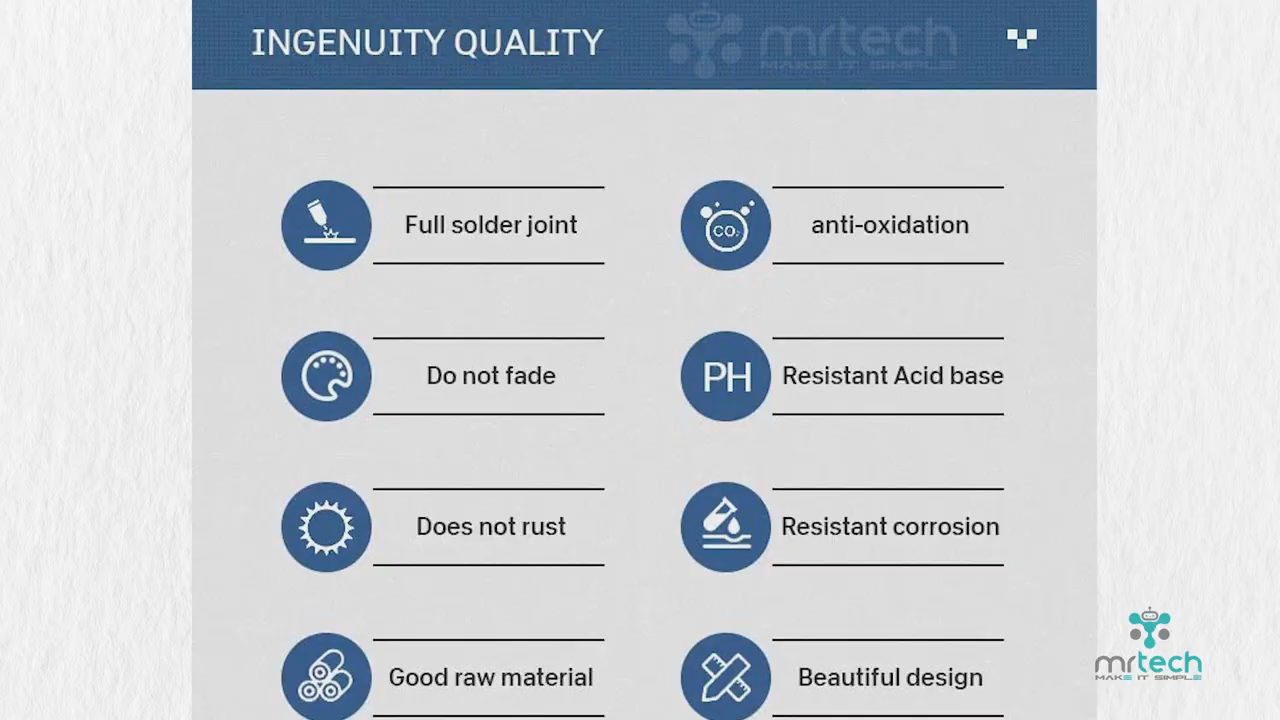 INGENUITY QUALITY
mrtech
MAKE IT SIMPLE
Full solder joint
CO₂
anti-oxidation
Do not fade
PH
Resistant Acid base
Does not rust
Resistant corrosion
Good raw material
Beautiful design
mrtech
MAKE IT SIMPLE